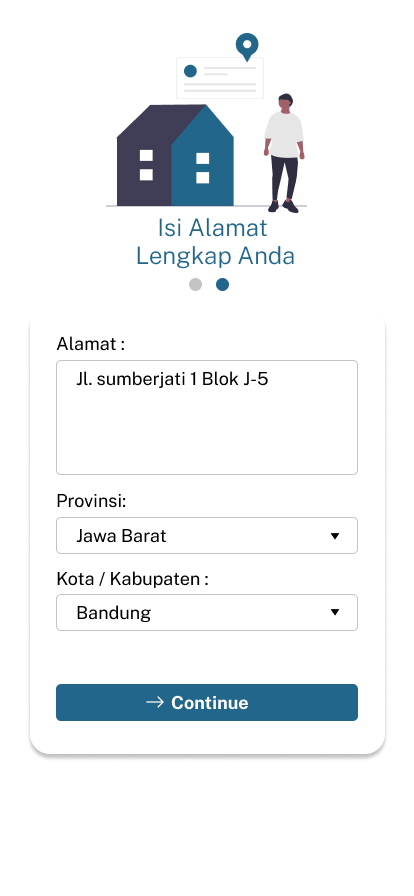 Isi Alamat
Lengkap Anda
Alamat :
Jl. sumberjati 1 Blok J-5
Provinsi:
Jawa Barat
Kota / Kabupaten :
Bandung
Continue